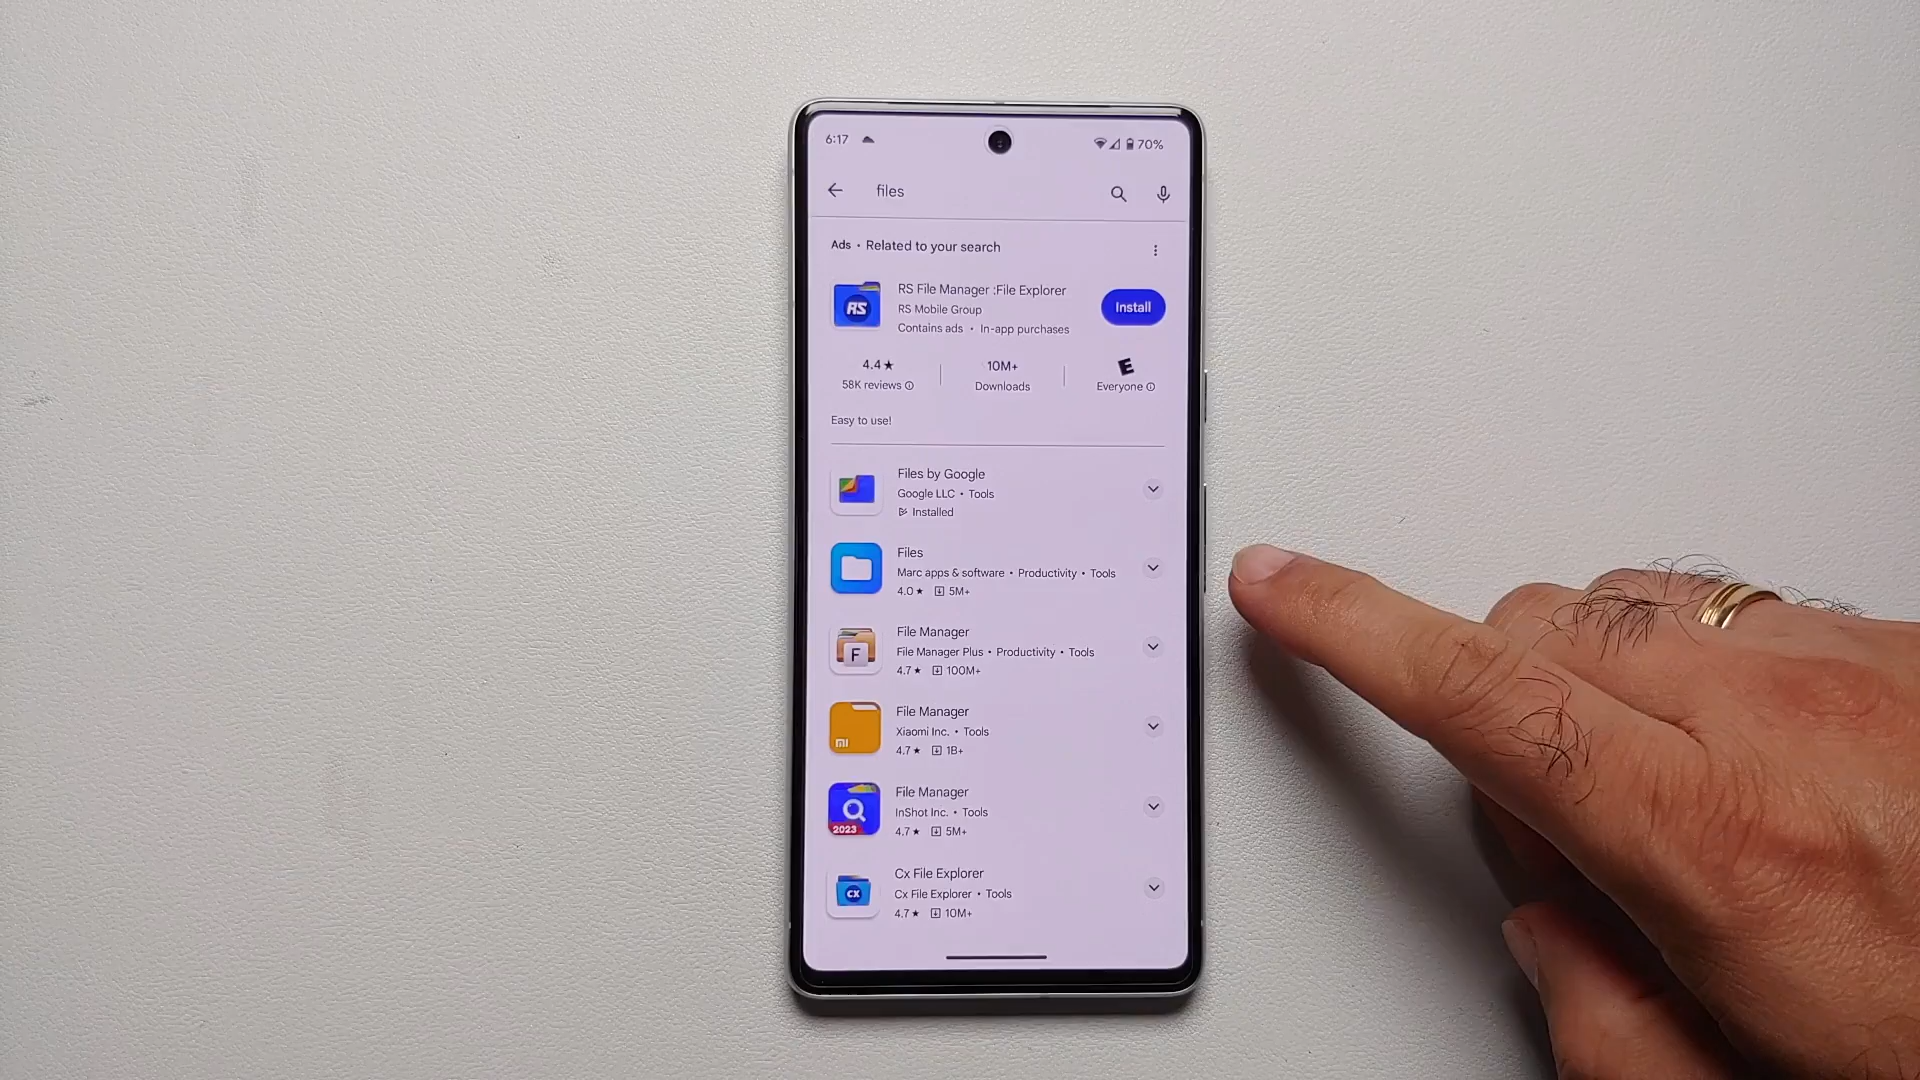 6:17
70%
files
Ads • Related to your search
RS
RS File Manager :File Explorer
RS Mobile Group
Contains ads • In-app purchases
Install
4.4★
58K reviews
10M+
Downloads
E
Everyone
Easy to use!
Files by Google
Google LLC • Tools
Installed
Files
Marc apps & software • Productivity • Tools
4.0 ★ 5M+
F
File Manager
File Manager Plus • Productivity • Tools
4.7 ★ 100M+
mi
File Manager
Xiaomi Inc. • Tools
4.7 ★ 1B+
2023
File Manager
InShot Inc. • Tools
4.7 ★ 5M+
CX
Cx File Explorer
Cx File Explorer • Tools
4.7 ★ 10M+